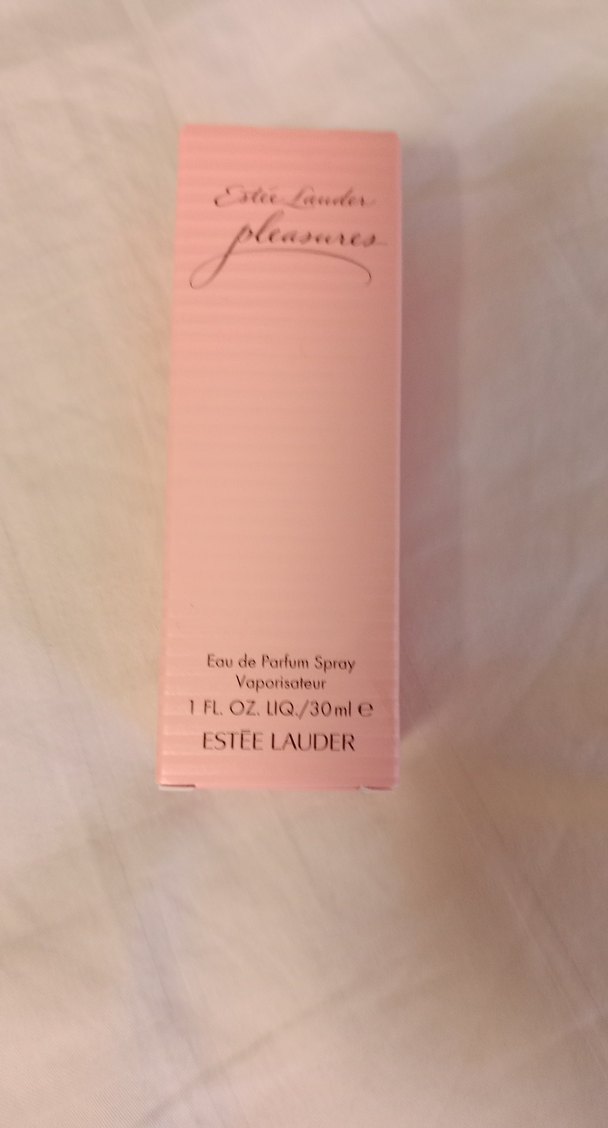 Estée Lauder
pleasures
Eau de Parfum Spray
Vaporisateur
1 FL. OZ. LIQ./30ml ℮
ESTĒE LAUDER